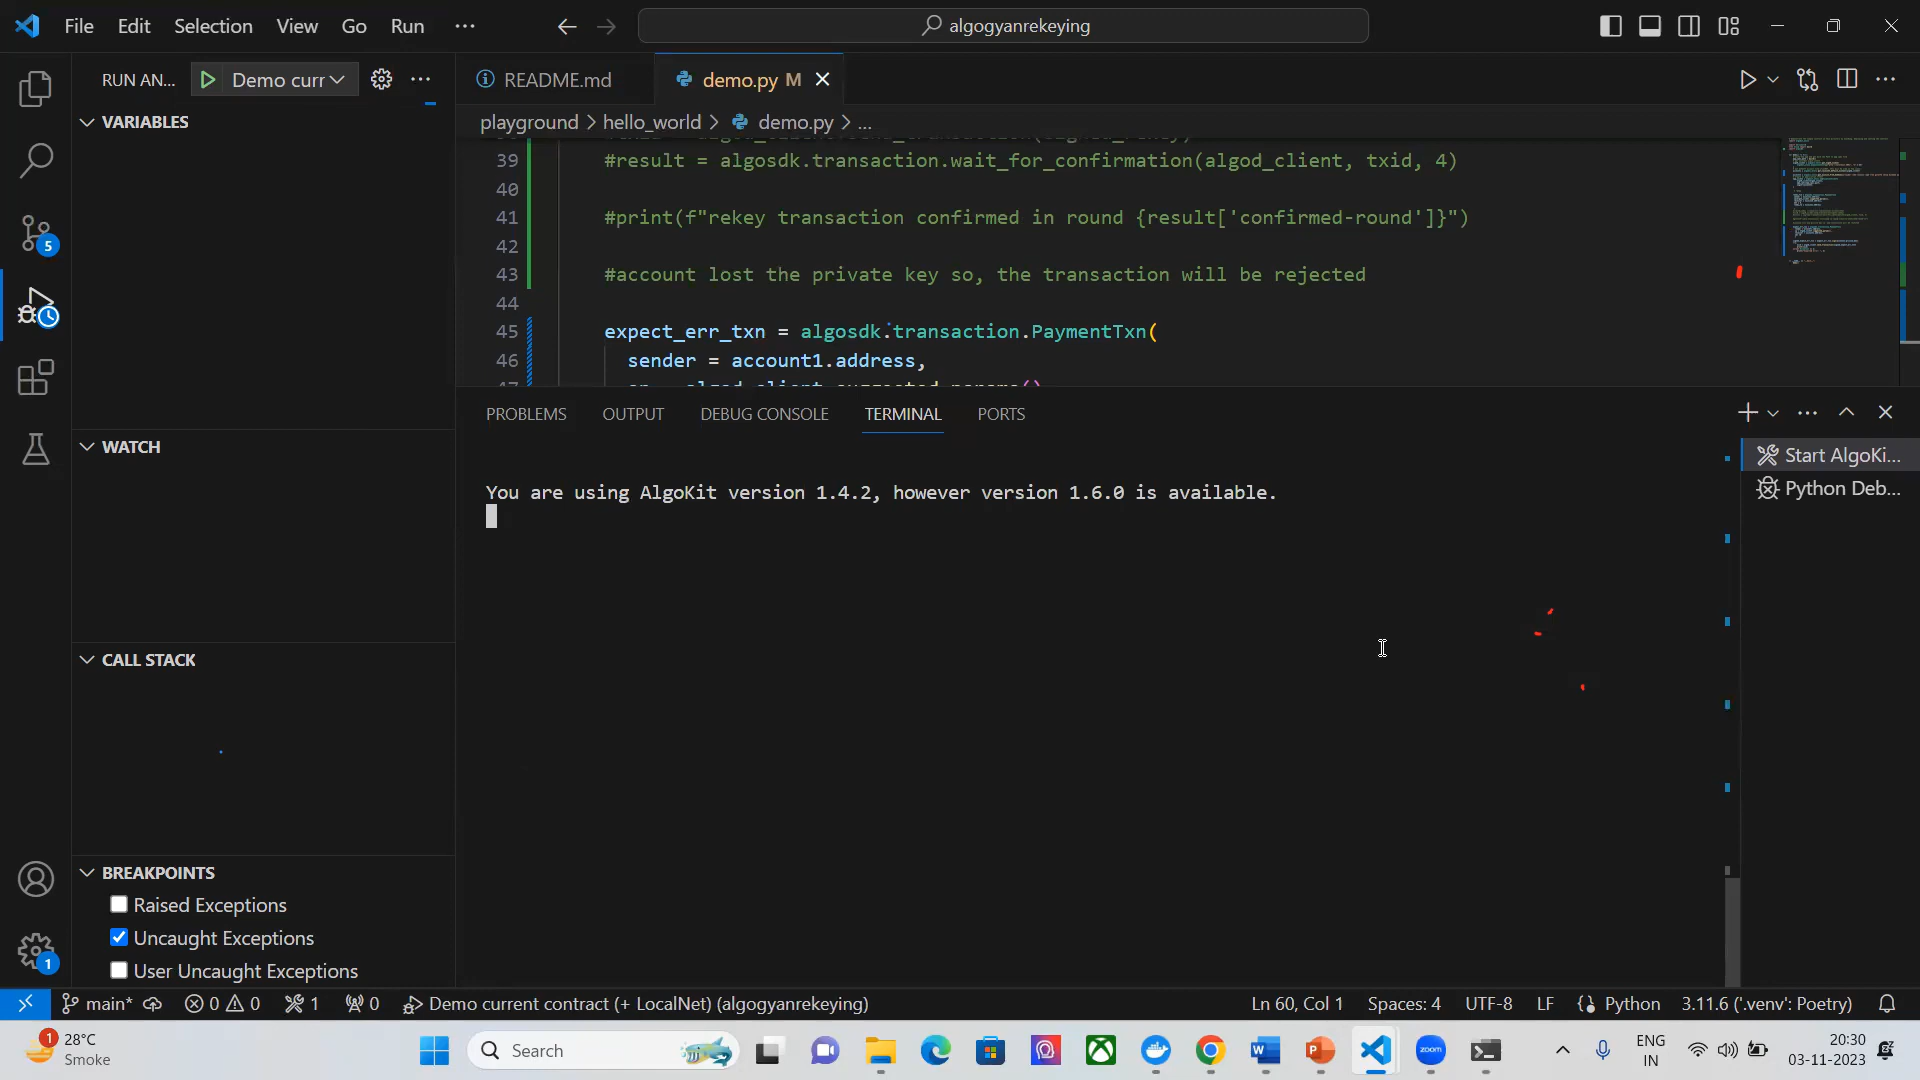 File Edit Selection View Go Run ...
algogyanrekeying
RUN AN... Demo curr
README.md
demo.py M
VARIABLES
playground > hello_world > demo.py > ...
39 #result = algosdk.transaction.wait_for_confirmation(algod_client, txid, 4)
40
41 #print(f"rekey transaction confirmed in round {result['confirmed-round']}")
42
43 #account lost the private key so, the transaction will be rejected
44
45 expect_err_txn = algosdk.transaction.PaymentTxn(
46 sender = account1.address,
5
PROBLEMS OUTPUT DEBUG CONSOLE TERMINAL PORTS
WATCH
Start AlgoKi...
Python Deb...
You are using AlgoKit version 1.4.2, however version 1.6.0 is available.
CALL STACK
BREAKPOINTS
Raised Exceptions
Uncaught Exceptions
User Uncaught Exceptions
1
main* 0 0 1 0 Demo current contract (+ LocalNet) (algogyanrekeying)
Ln 60, Col 1 Spaces: 4 UTF-8 LF Python 3.11.6 ('.venv': Poetry)
1 28°C
Smoke
Search
zoom
ENG
IN
20:30
03-11-2023